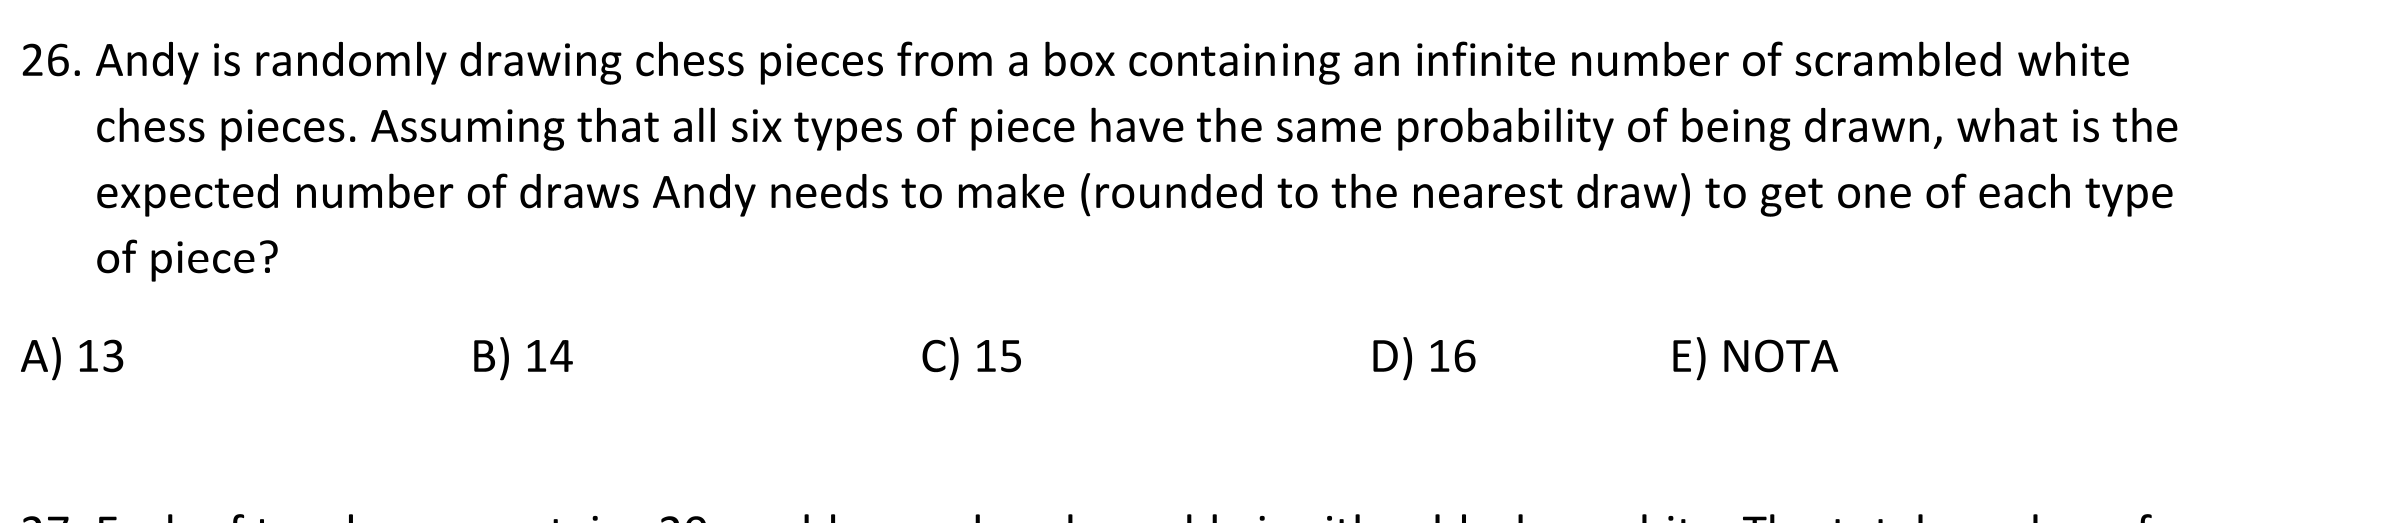 26. Andy is randomly drawing chess pieces from a box containing an infinite number of scrambled white
chess pieces. Assuming that all six types of piece have the same probability of being drawn, what is the
expected number of draws Andy needs to make (rounded to the nearest draw) to get one of each type
of piece?
A) 13 B) 14 C) 15 D) 16 E) NOTA